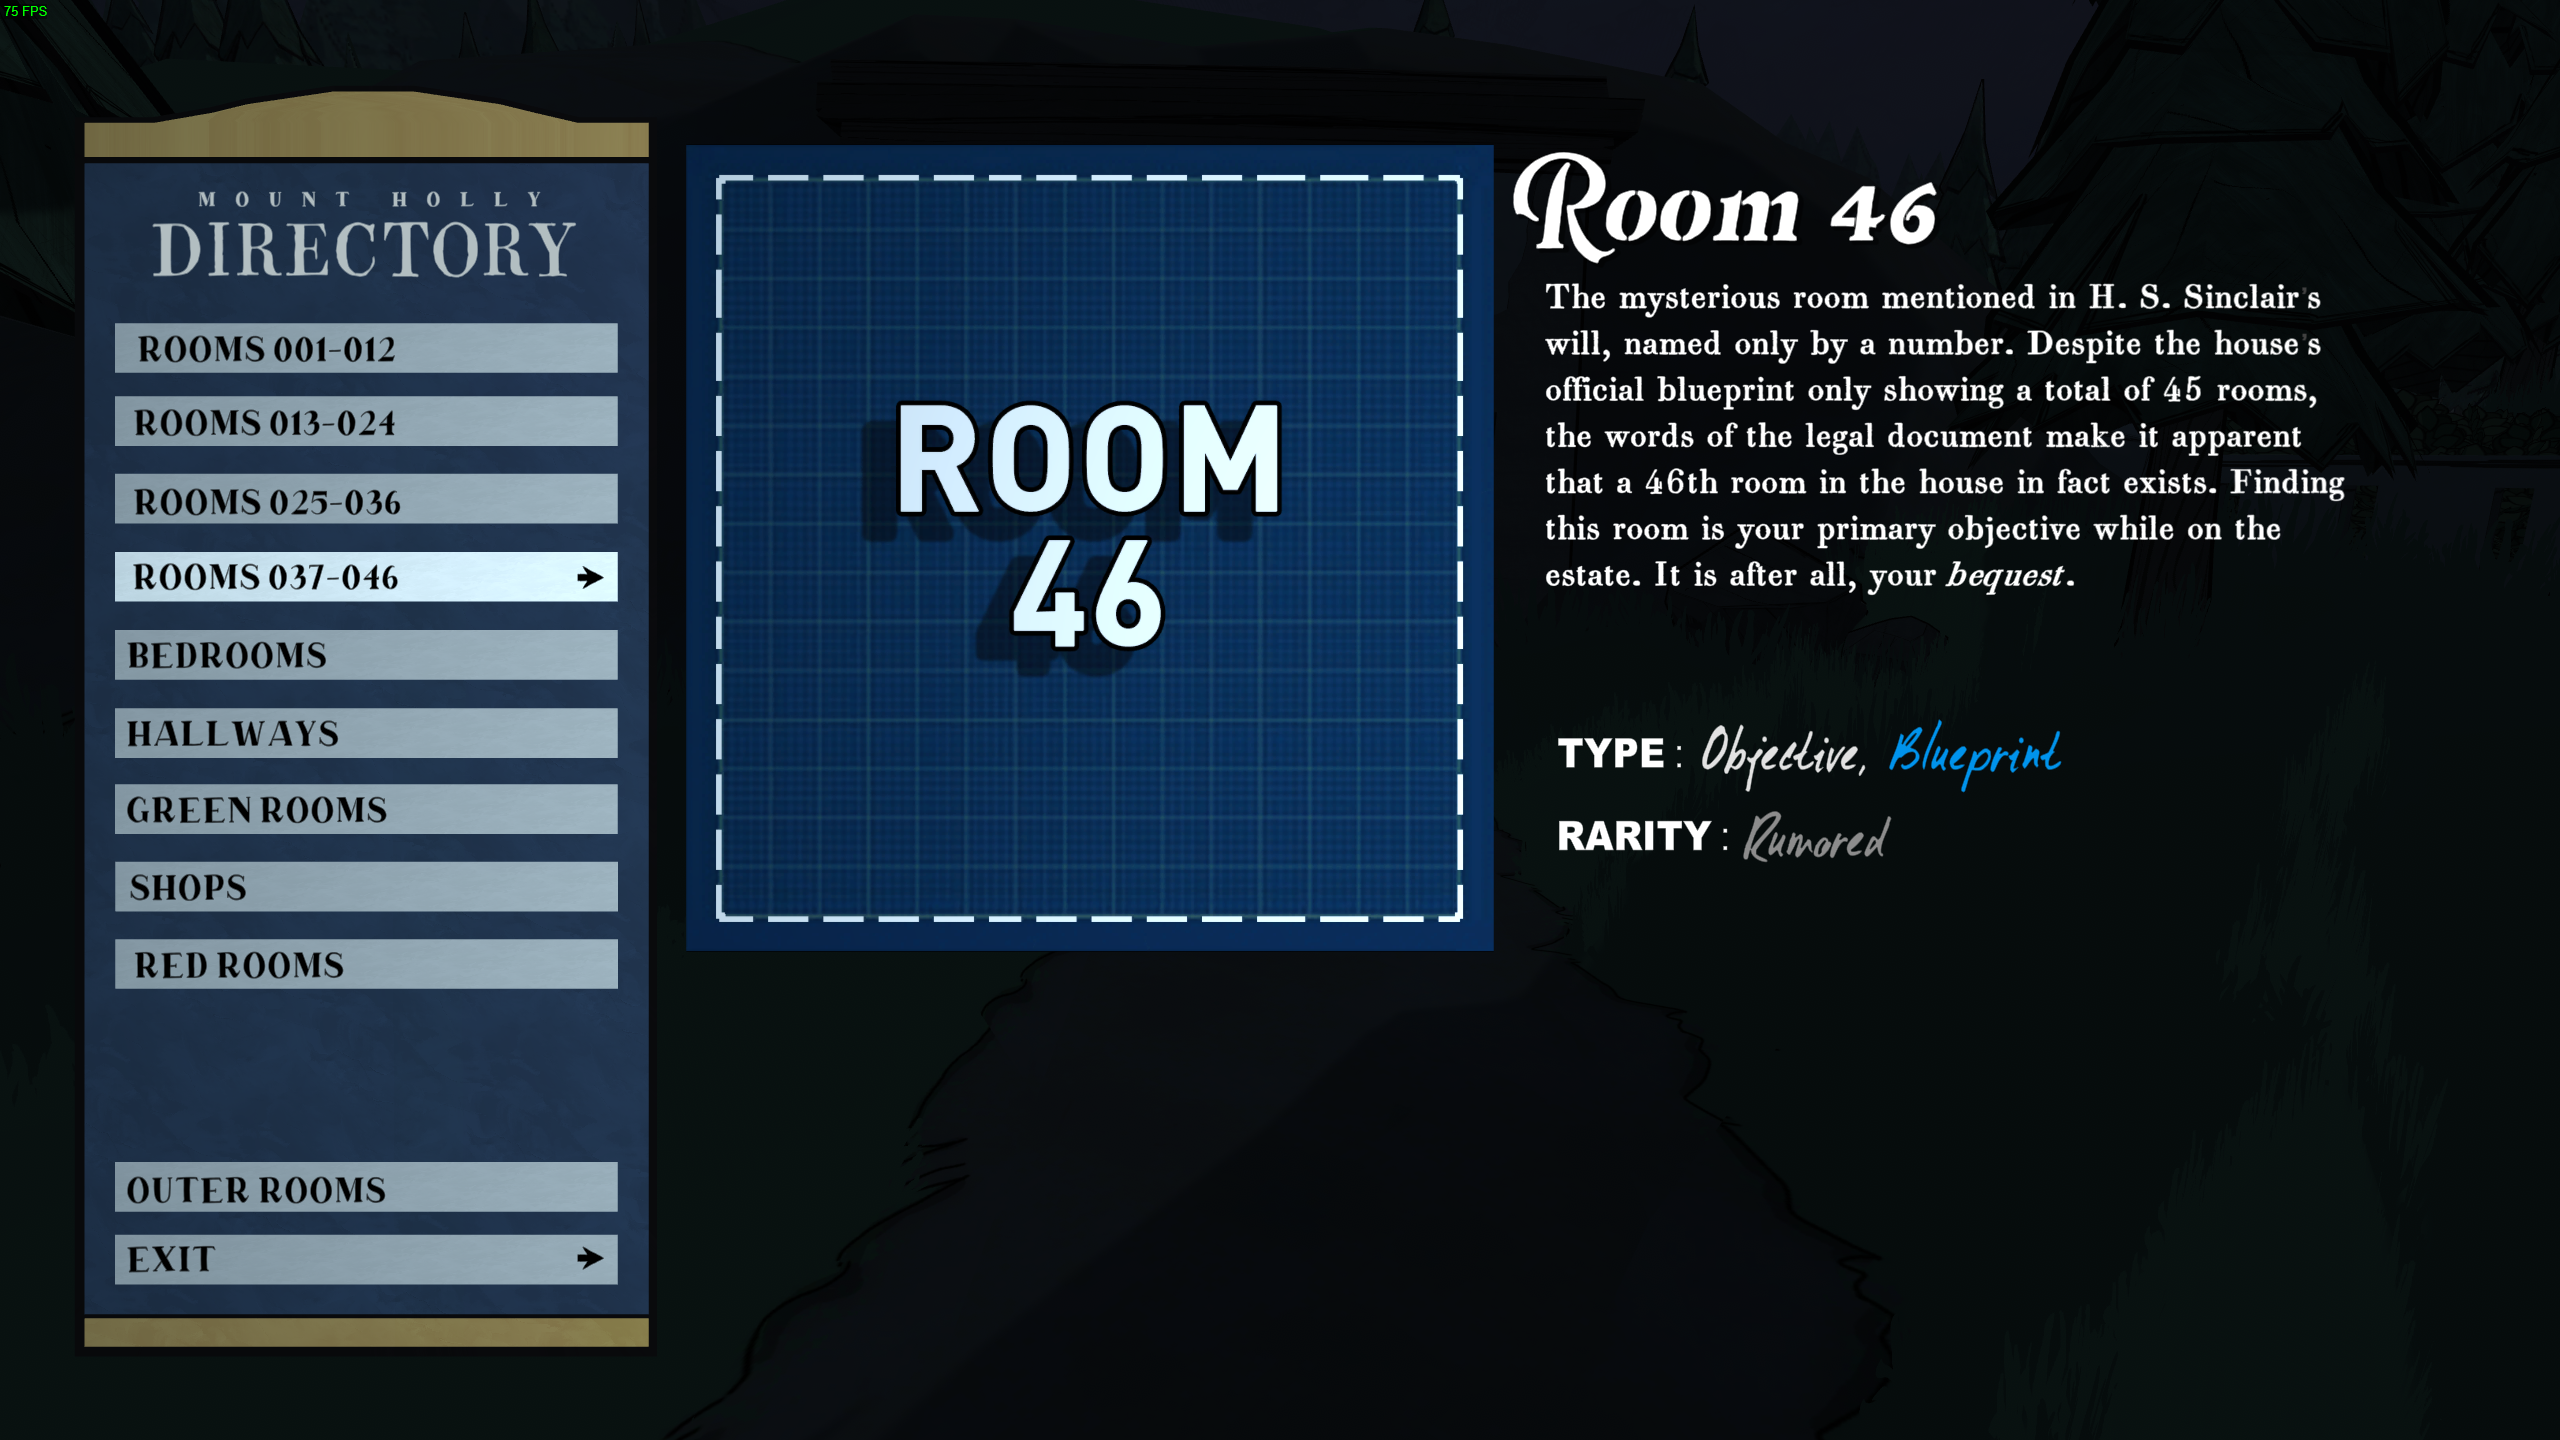 75 FPS
MOUNT HOLLY
DIRECTORY
ROOMS 001-012
ROOMS 013-024
ROOMS 025-036
ROOMS 037-046
BEDROOMS
HALLWAYS
GREEN ROOMS
SHOPS
RED ROOMS
OUTER ROOMS
EXIT
ROOM
46
Room 46
The mysterious room mentioned in H. S. Sinclair's
will, named only by a number. Despite the house's
official blueprint only showing a total of 45 rooms,
the words of the legal document make it apparent
that a 46th room in the house in fact exists. Finding
this room is your primary objective while on the
estate. It is after all, your bequest.
TYPE : Objective, Blueprint
RARITY : Rumored